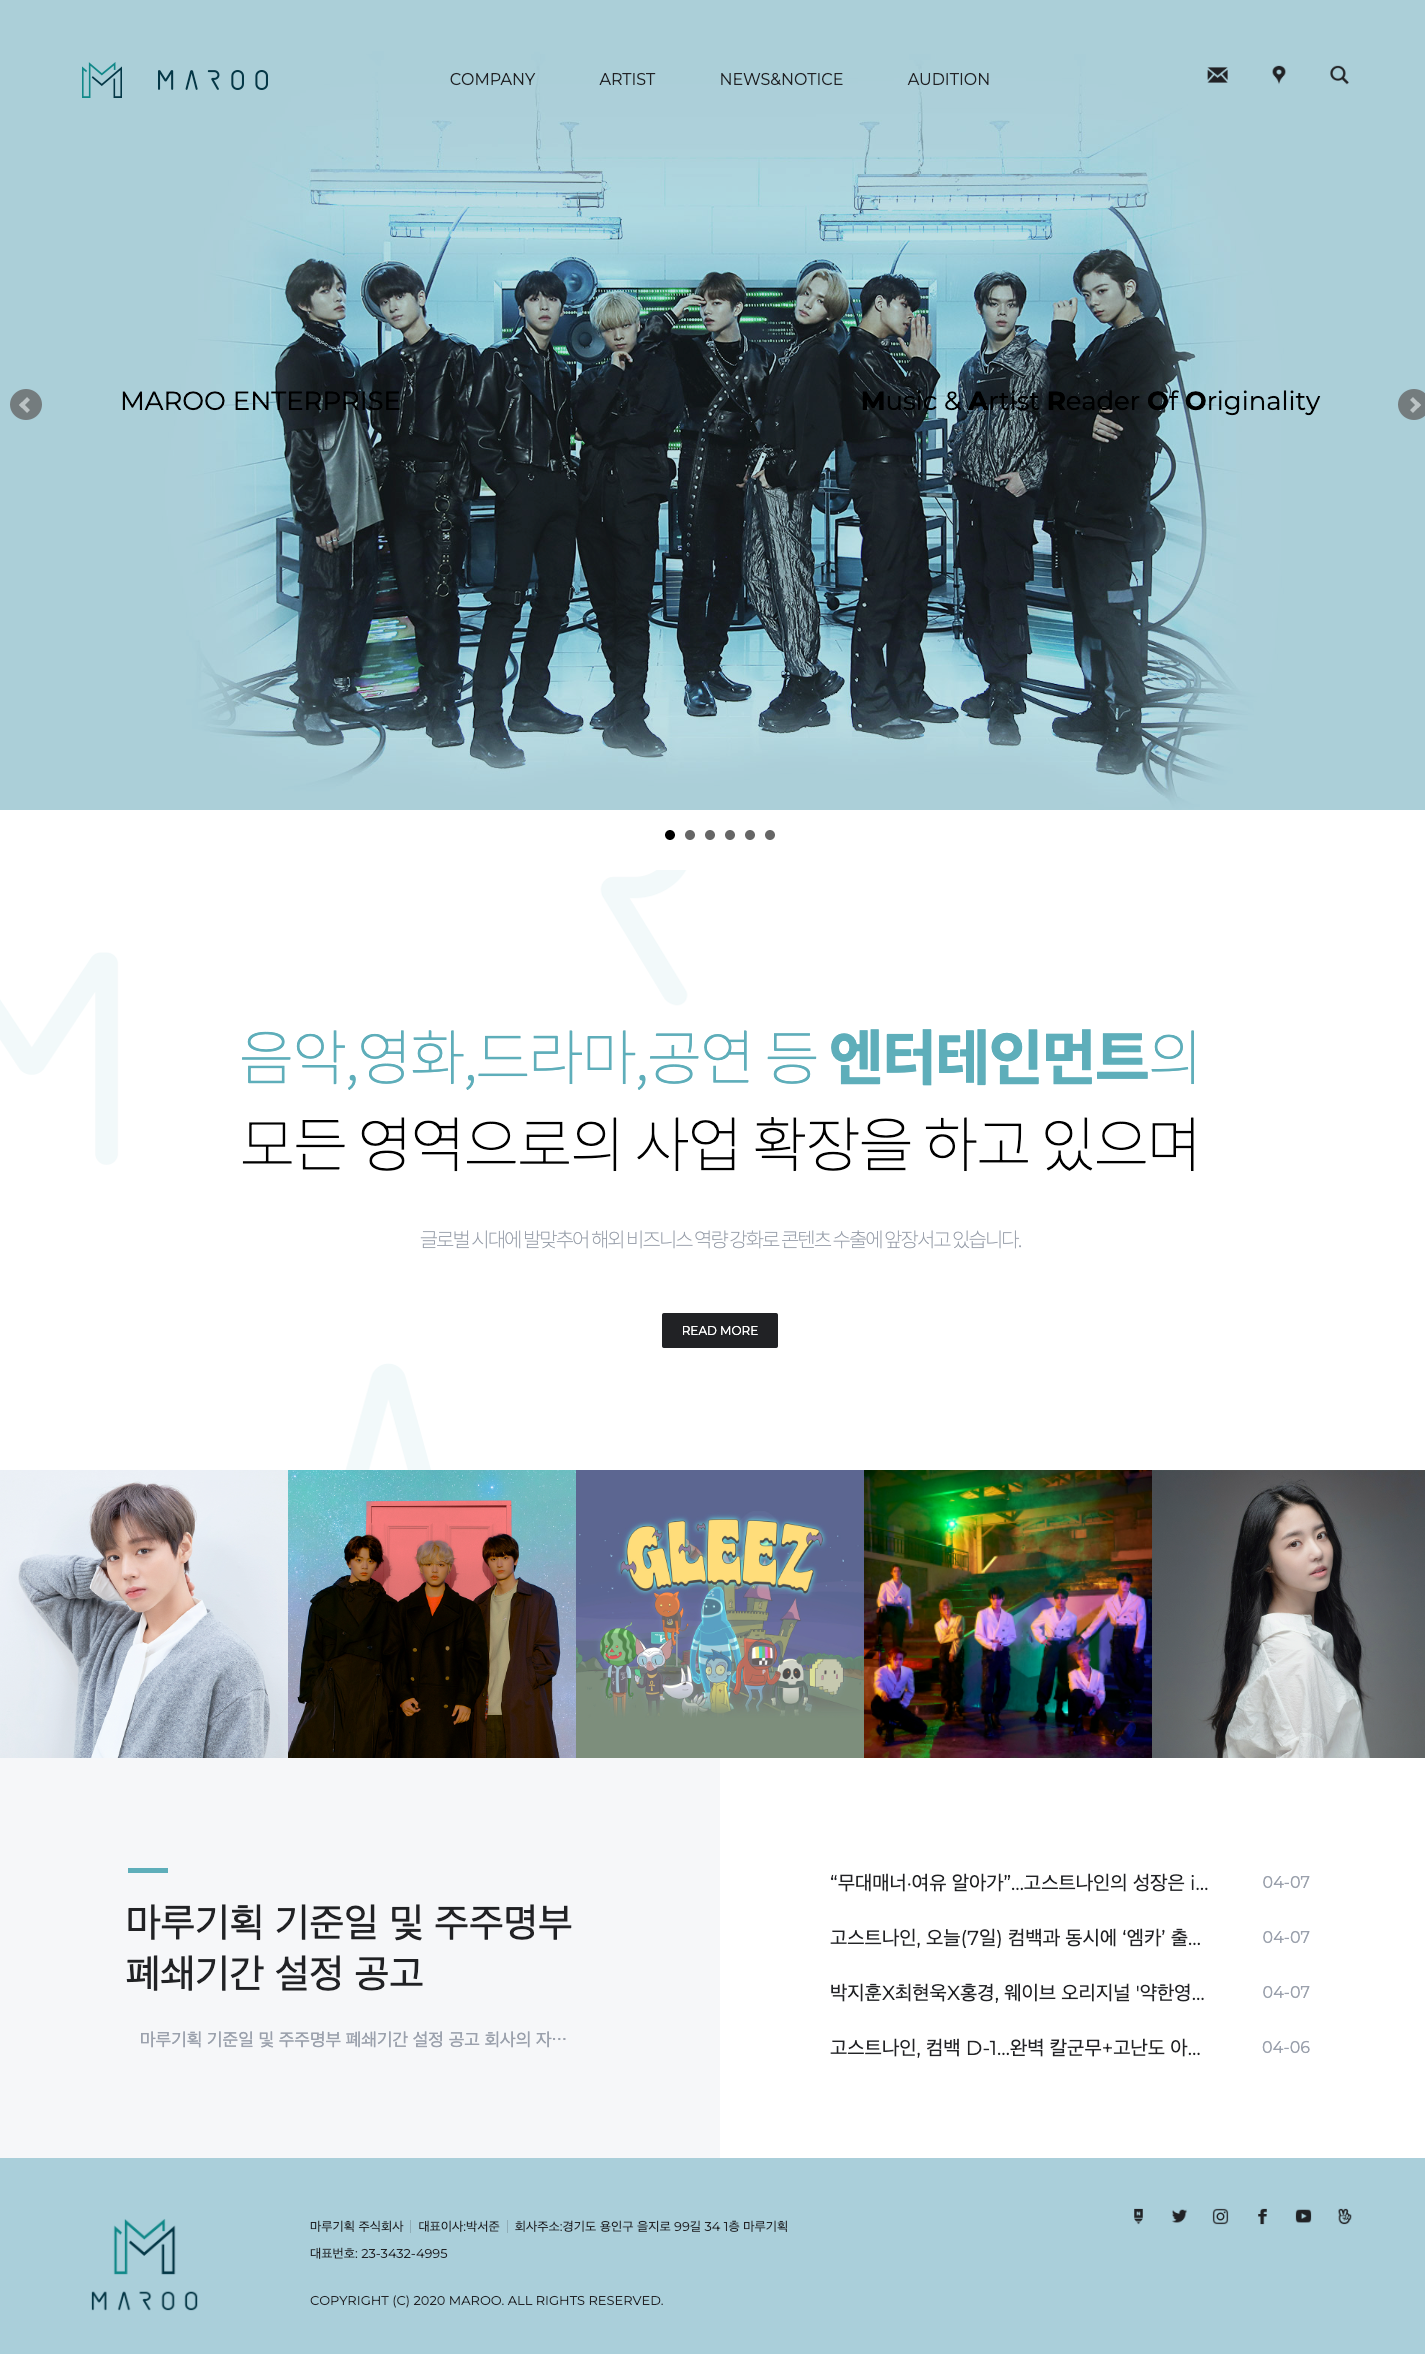 MAROO
COMPANY
ARTIST
NEWS&NOTICE
AUDITION
MAROO ENTERPRISE
Music & Artist Reader Of Originality
음악,영화,드라마,공연 등 엔터테인먼트의
모든 영역으로의 사업 확장을 하고 있으며
글로벌 시대에 발맞추어 해외 비즈니스 역량 강화로 콘텐츠 수출에 앞장서고 있습니다.
READ MORE
GLEEZ
마루기획 기준일 및 주주명부
폐쇄기간 설정 공고
마루기획 기준일 및 주주명부 폐쇄기간 설정 공고 회사의 자…
“무대매너·여유 알아가”...고스트나인의 성장은 i... 04-07
고스트나인, 오늘(7일) 컴백과 동시에 ‘엠카’ 출... 04-07
박지훈X최현욱X홍경, 웨이브 오리지널 '약한영... 04-07
고스트나인, 컴백 D-1...완벽 칼군무+고난도 아... 04-06
MAROO
마루기획 주식회사 | 대표이사:박서준 | 회사주소:경기도 용인구 을지로 99길 34 1층 마루기획
대표번호: 23-3432-4995
COPYRIGHT (C) 2020 MAROO. ALL RIGHTS RESERVED.